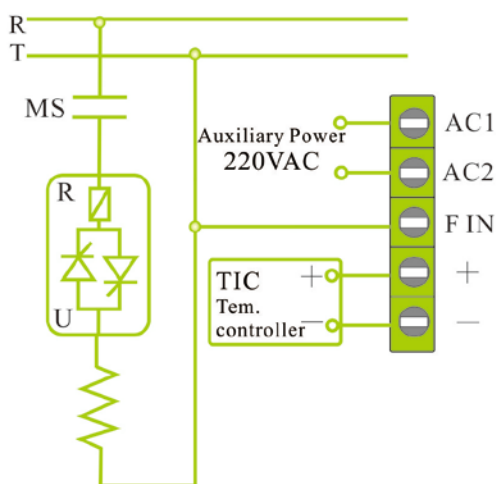 R
T
MS
Auxiliary Power
220VAC
AC1
AC2
R
F IN
U
TIC +
Tem.
controller −
+
−